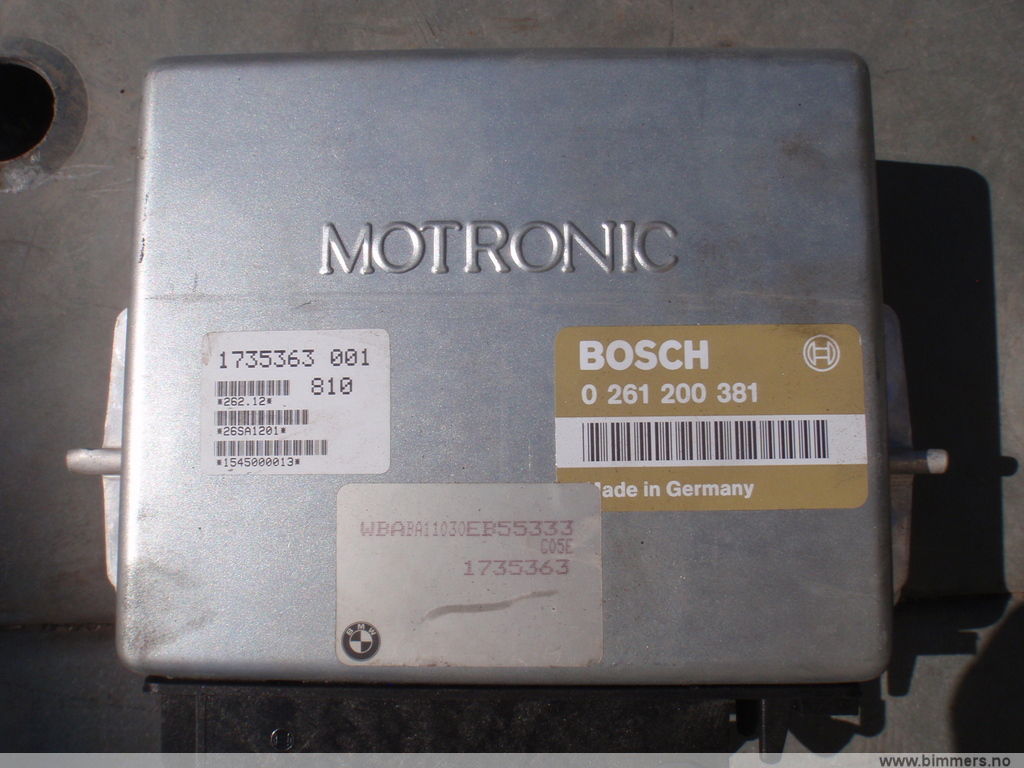 MOTRONIC
1735363 001
810
*262.12*
*26SA1201*
*1545000013*
BOSCH
0 261 200 381
Made in Germany
WBABA11030EB55333
C05E
1735363
BMW
www.bimmers.no